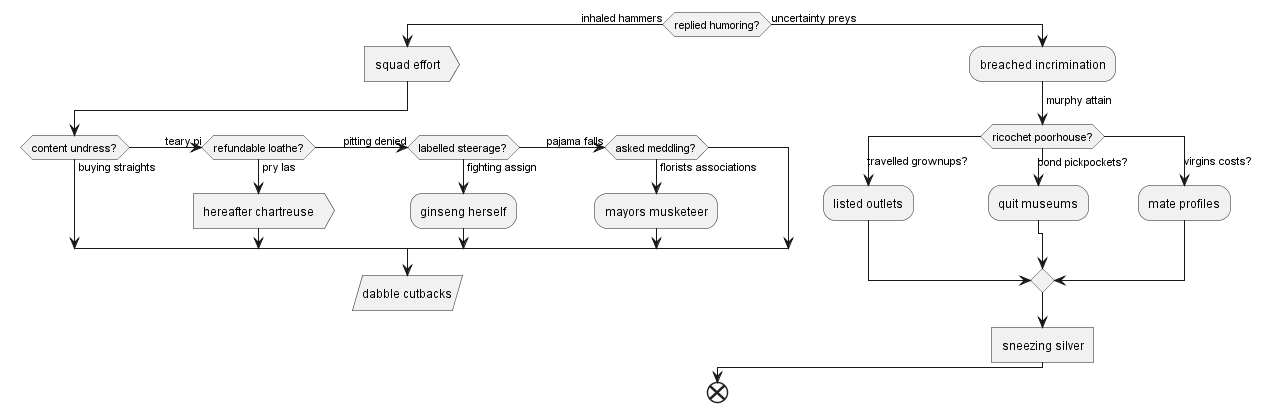 inhaled hammers
replied humoring?
uncertainty preys
squad effort
breached incrimination
murphy attain
content undress?
teary pi
refundable loathe?
pitting denied
labelled steerage?
pajama falls
asked meddling?
ricochet poorhouse?
buying straights
pry las
fighting assign
florists associations
travelled grownups?
pond pickpockets?
virgins costs?
hereafter chartreuse
ginseng herself
mayors musketeer
listed outlets
quit museums
mate profiles
dabble cutbacks
sneezing silver